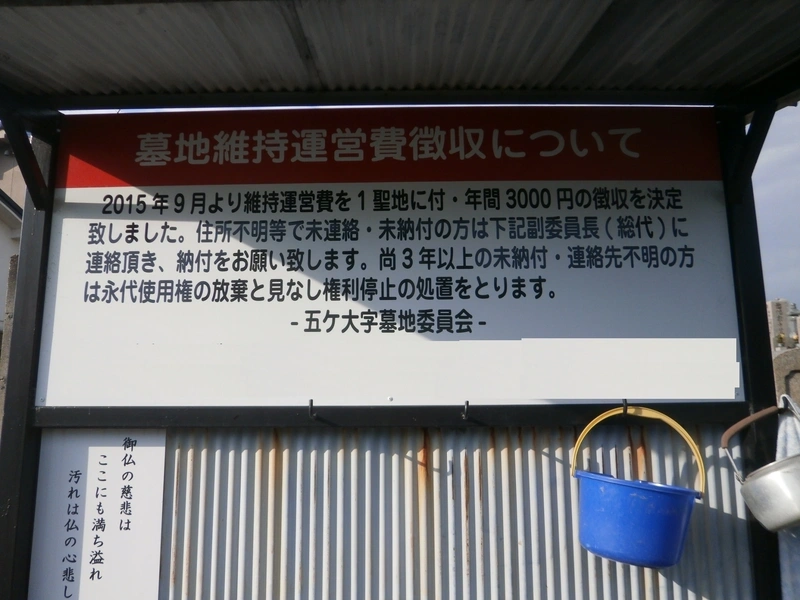 墓地維持運営費徴収について
2015年9月より維持運営費を1聖地に付・年間3000円の徴収を決定
致しました。住所不明等で未連絡・未納付の方は下記副委員長(総代)に
連絡頂き、納付をお願い致します。尚3年以上の未納付・連絡先不明の方
は永代使用権の放棄と見なし権利停止の処置をとります。
-五ケ大字墓地委員会-
御仏の慈悲は
ここにも満ち溢れ
汚れは仏の心悲し